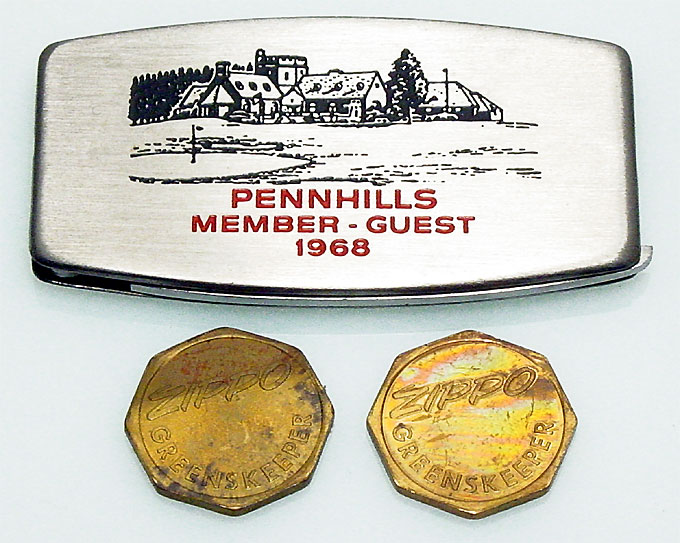 PENNHILLS
MEMBER - GUEST
1968
ZIPPO
GREENSKEEPER
ZIPPO
GREENSKEEPER